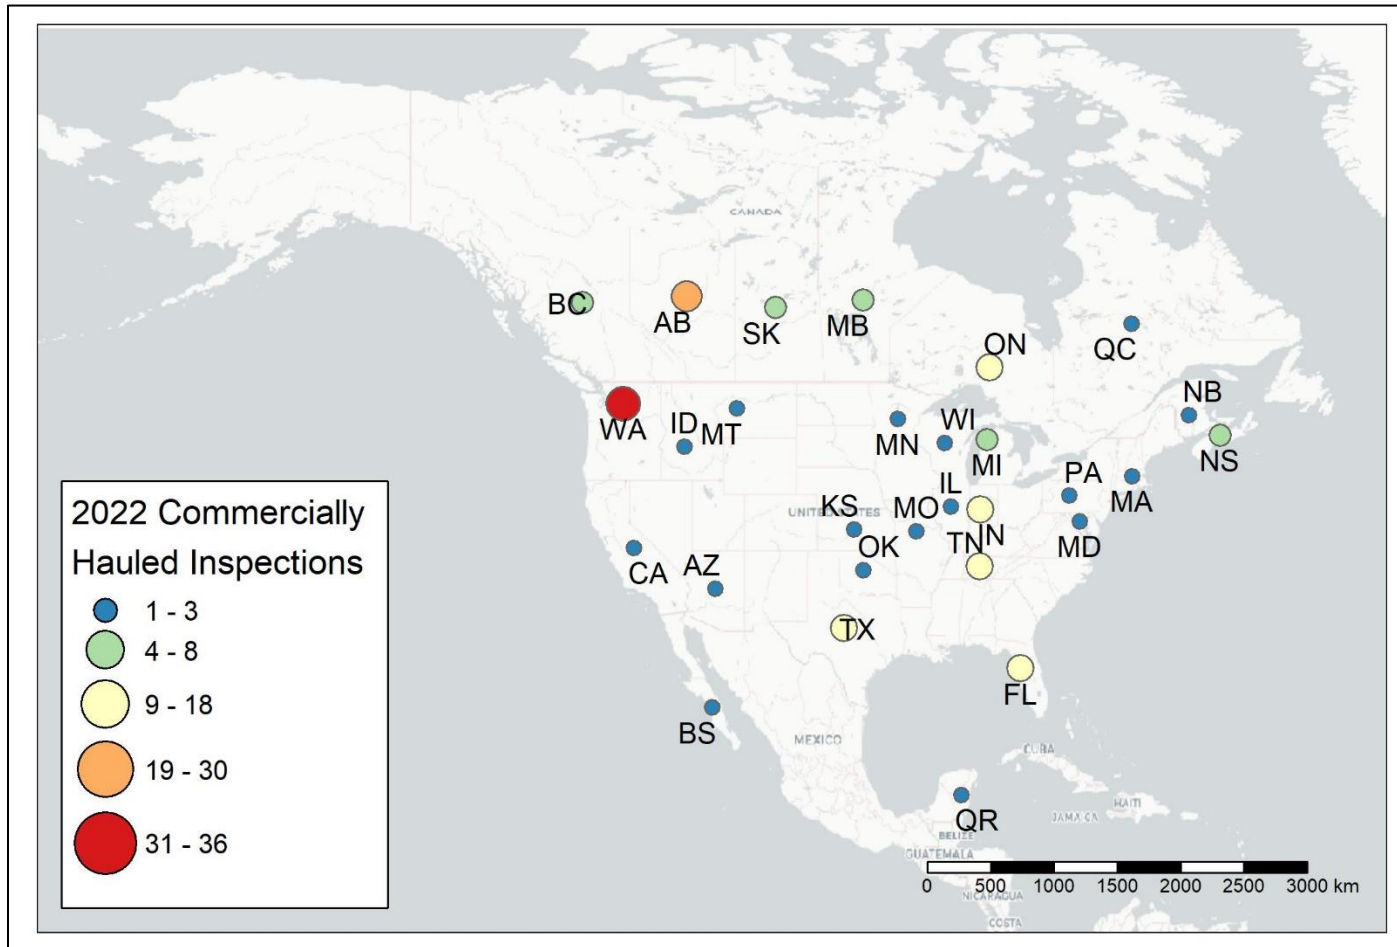 CANADA
BC
AB
SK
MB
ON
QC
NB
NS
WA
ID
MT
MN
WI
MI
PA
MA
MD
IL
KS
UNITED STATES
MO
OK
TN
IN
CA
AZ
TX
FL
BS
MEXICO
CUBA
HAITI
JAMAICA
QR
BELIZE
GUATEMALA
NICARAGUA
COSTA
2022 Commercially
Hauled Inspections
1 - 3
4 - 8
9 - 18
19 - 30
31 - 36
0 500 1000 1500 2000 2500 3000 km